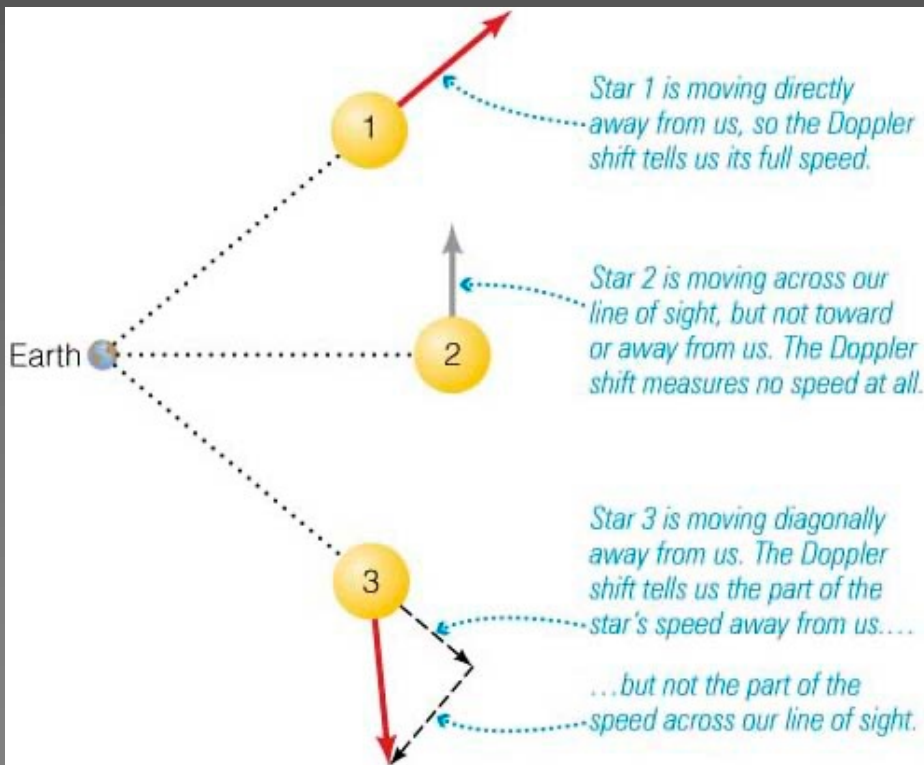 1
Star 1 is moving directly
away from us, so the Doppler
shift tells us its full speed.
Star 2 is moving across our
line of sight, but not toward
or away from us. The Doppler
shift measures no speed at all.
Earth
2
Star 3 is moving diagonally
away from us. The Doppler
shift tells us the part of the
star's speed away from us....
3
...but not the part of the
speed across our line of sight.